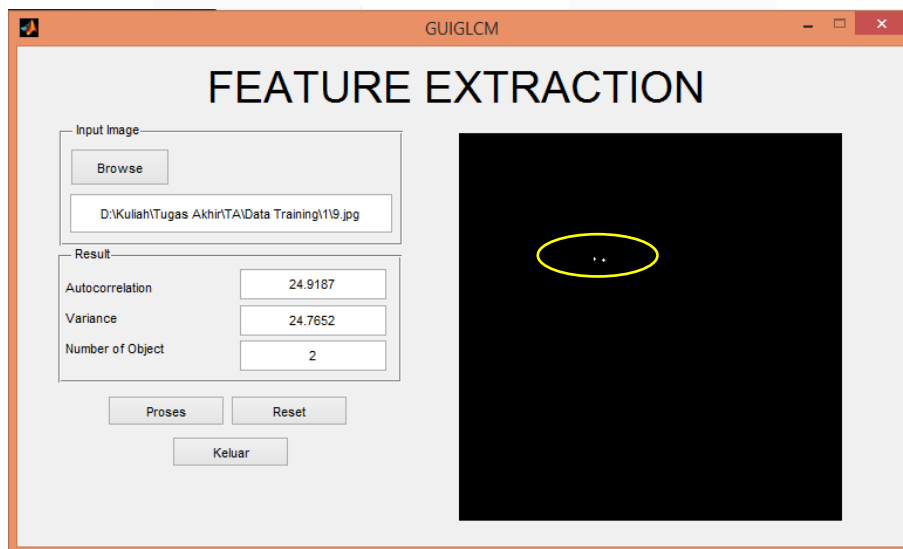 GUIGLCM
FEATURE EXTRACTION
Input Image
Browse
D:\Kuliah\Tugas Akhir\TA\Data Training\1\9.jpg
Result
Autocorrelation 24.9187
Variance 24.7652
Number of Object 2
Proses Reset
Keluar